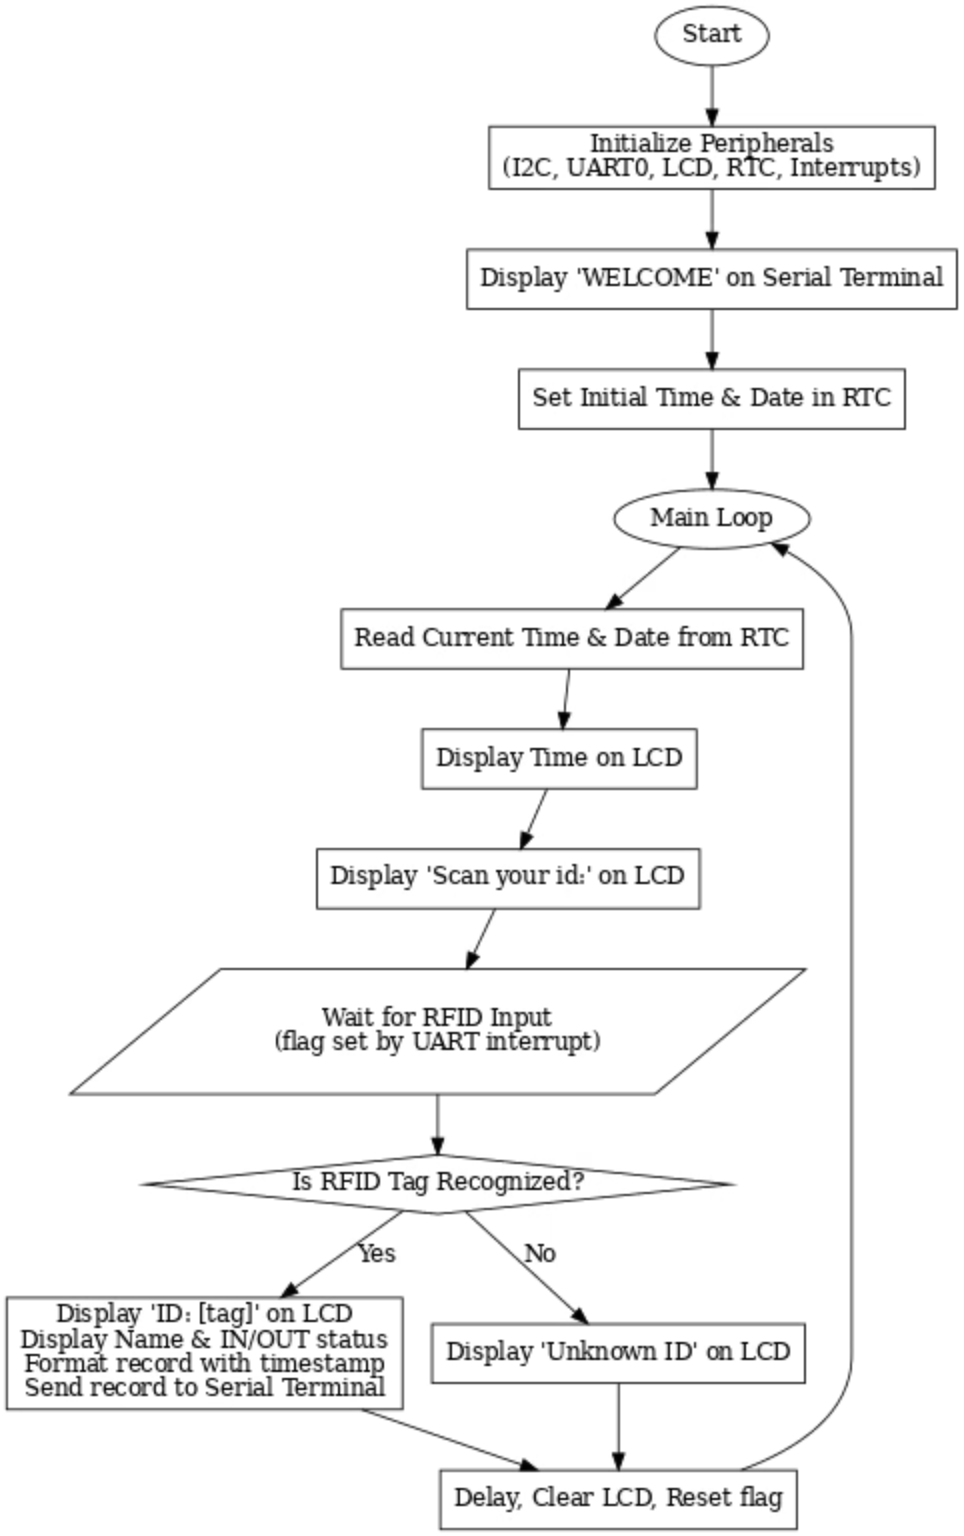 Start
Initialize Peripherals
(I2C, UART0, LCD, RTC, Interrupts)
Display 'WELCOME' on Serial Terminal
Set Initial Time & Date in RTC
Main Loop
Read Current Time & Date from RTC
Display Time on LCD
Display 'Scan your id:' on LCD
Wait for RFID Input
(flag set by UART interrupt)
Is RFID Tag Recognized?
Yes
No
Display 'ID: [tag]' on LCD
Display Name & IN/OUT status
Format record with timestamp
Send record to Serial Terminal
Display 'Unknown ID' on LCD
Delay, Clear LCD, Reset flag